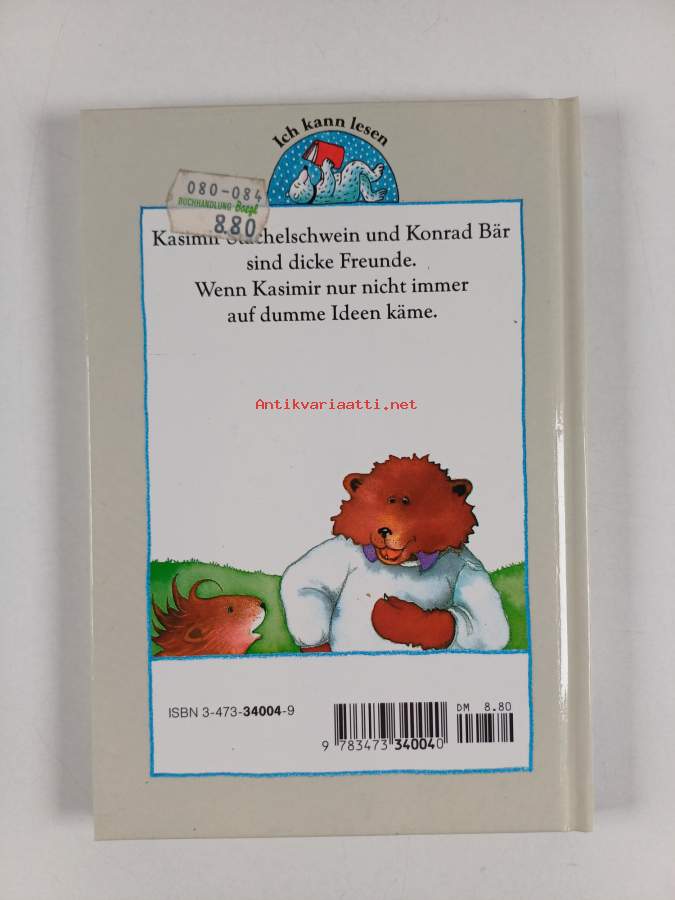 Ich kann lesen
080-084
BUCHHANDLUNG Boegl
8.80
Kasimir Stachelschwein und Konrad Bär
sind dicke Freunde.
Wenn Kasimir nur nicht immer
auf dumme Ideen käme.
Antikvariaatti.net
ISBN 3-473-34004-9
DM 8.80
9 783473 340040